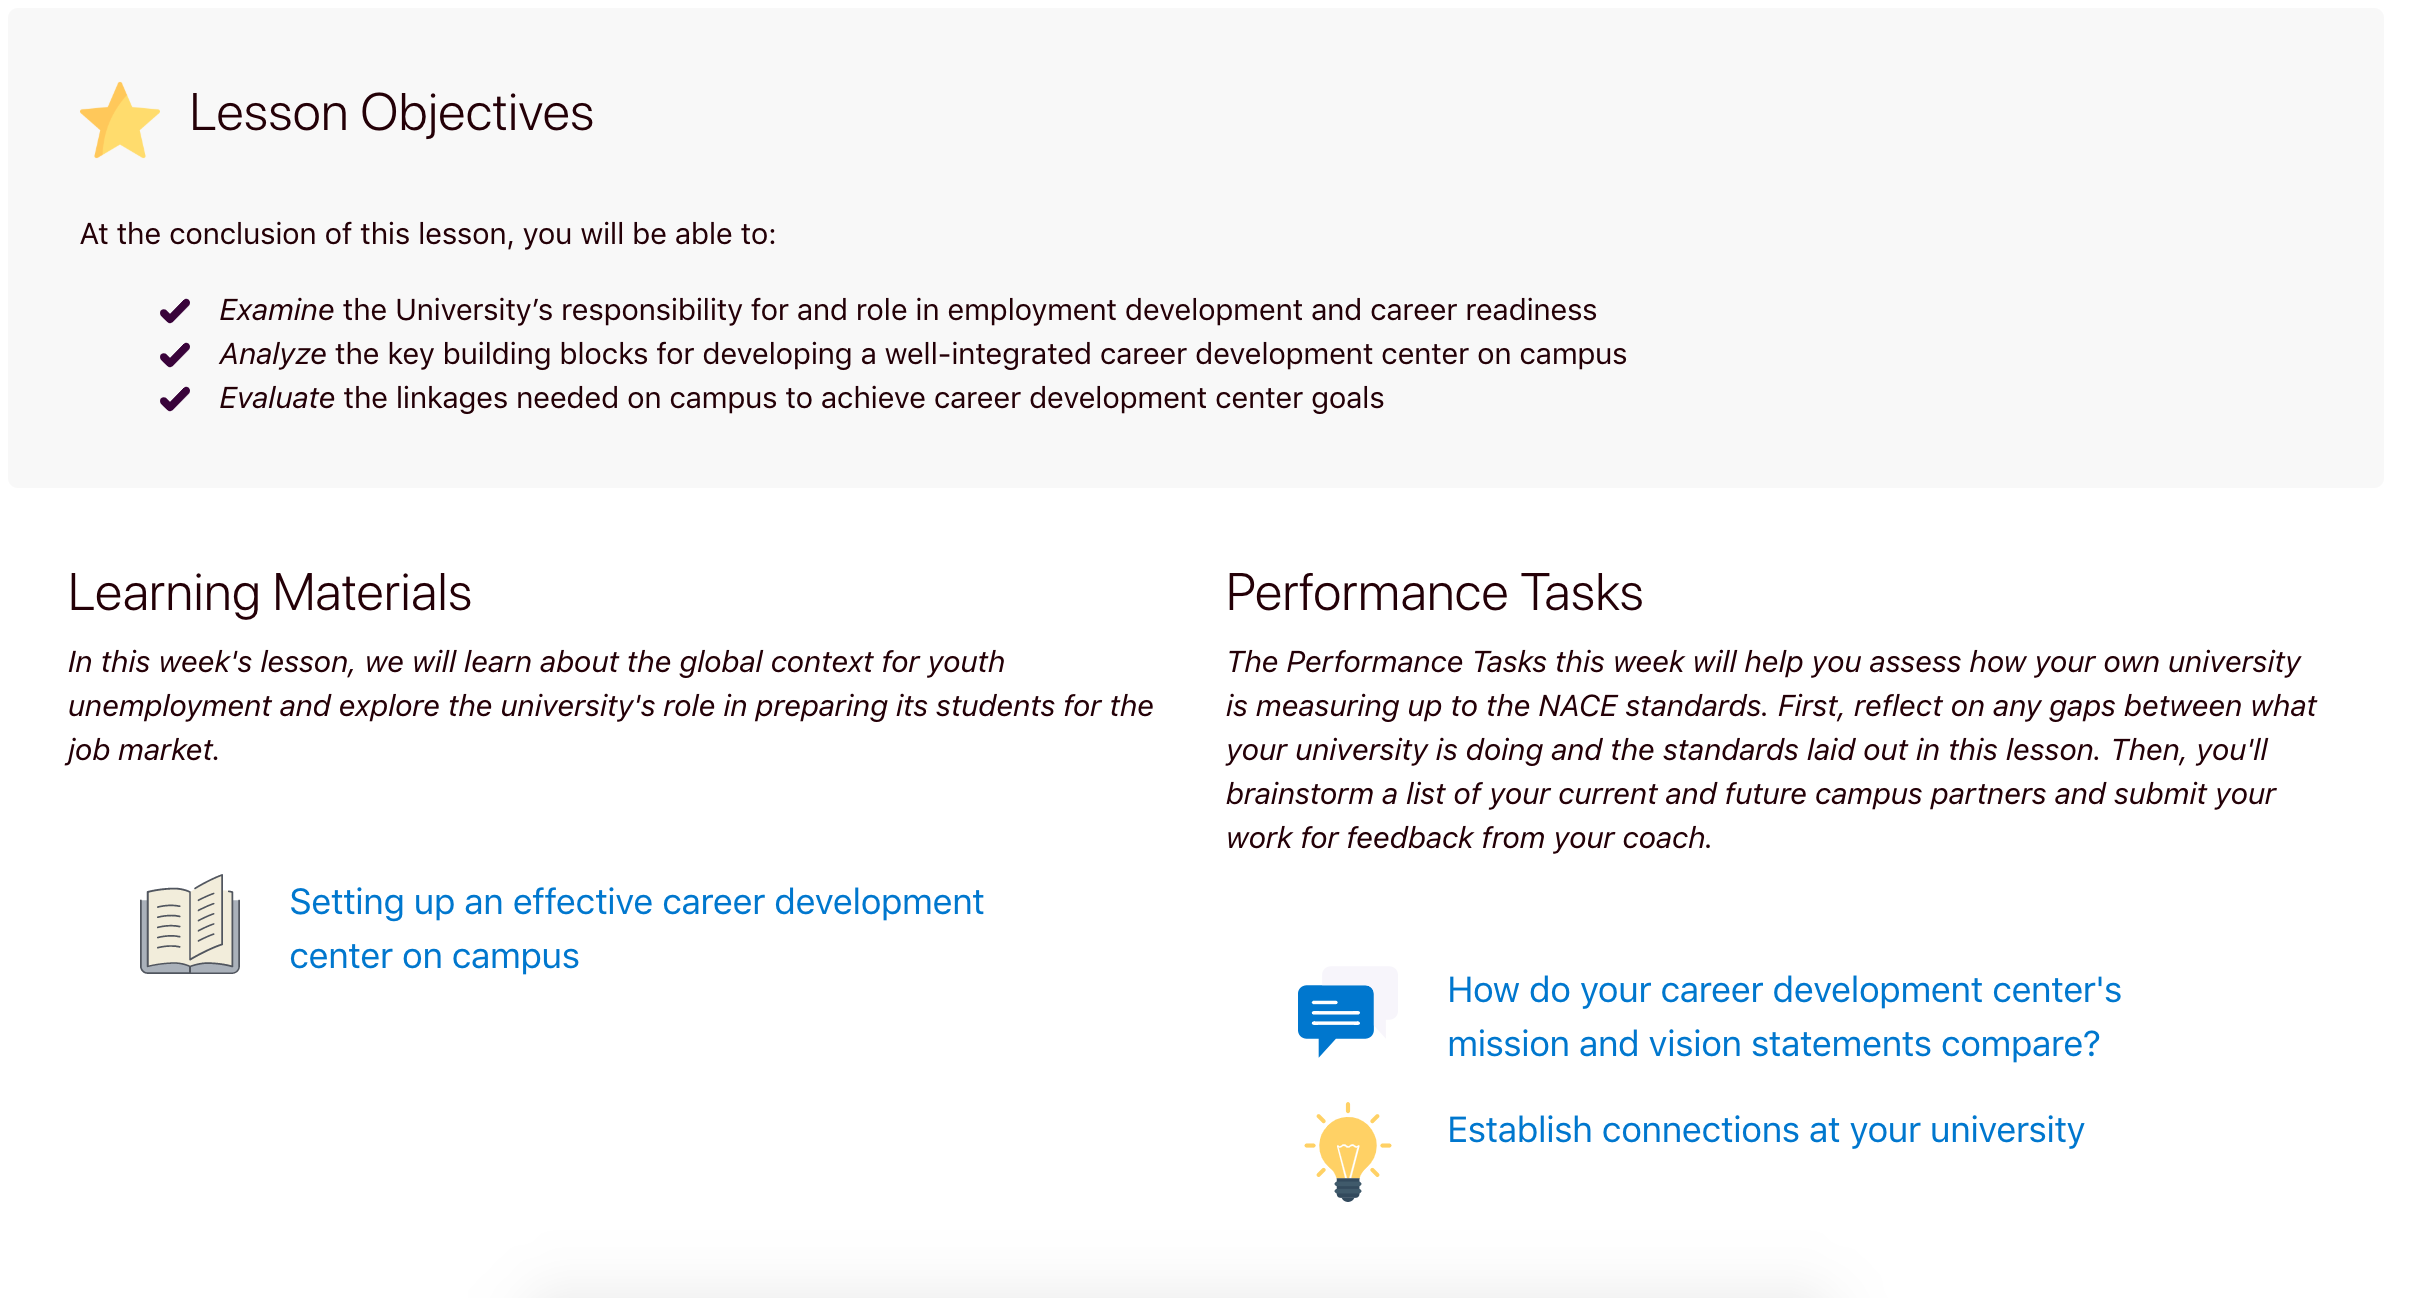 Lesson Objectives
At the conclusion of this lesson, you will be able to:
Examine the University’s responsibility for and role in employment development and career readiness
Analyze the key building blocks for developing a well-integrated career development center on campus
Evaluate the linkages needed on campus to achieve career development center goals
Learning Materials
In this week's lesson, we will learn about the global context for youth
unemployment and explore the university's role in preparing its students for the
job market.
Setting up an effective career development
center on campus
Performance Tasks
The Performance Tasks this week will help you assess how your own university
is measuring up to the NACE standards. First, reflect on any gaps between what
your university is doing and the standards laid out in this lesson. Then, you'll
brainstorm a list of your current and future campus partners and submit your
work for feedback from your coach.
How do your career development center's
mission and vision statements compare?
Establish connections at your university